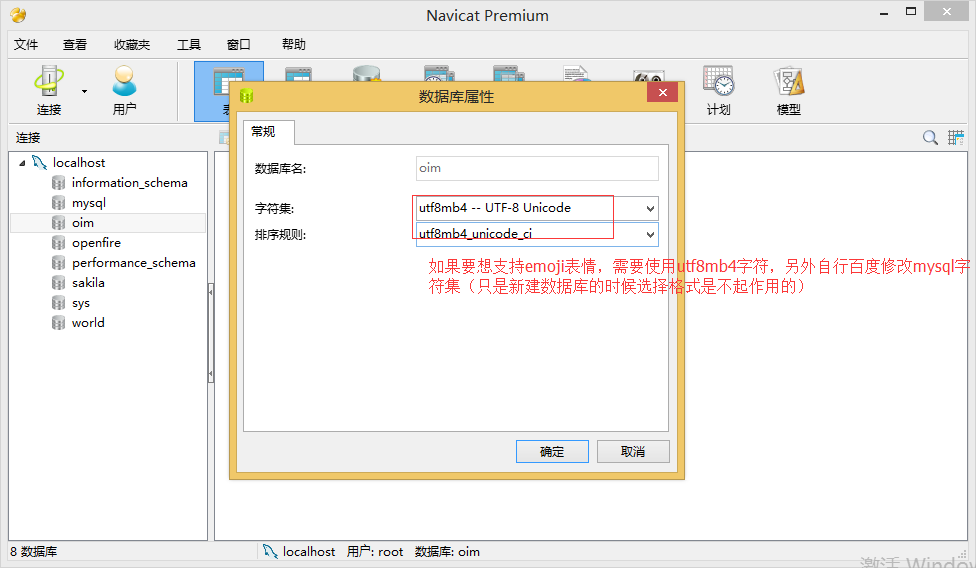 Navicat Premium
文件 查看 收藏夹 工具 窗口 帮助
连接 用户 表 计划 模型
连接
localhost
information_schema
mysql
oim
openfire
performance_schema
sakila
sys
world
数据库属性
常规
数据库名: oim
字符集: utf8mb4 -- UTF-8 Unicode
排序规则: utf8mb4_unicode_ci
如果要想支持emoji表情，需要使用utf8mb4字符，另外自行百度修改mysql字
符集（只是新建数据库的时候选择格式是不起作用的）
确定 取消
8 数据库 localhost 用户: root 数据库: oim
激活 Window